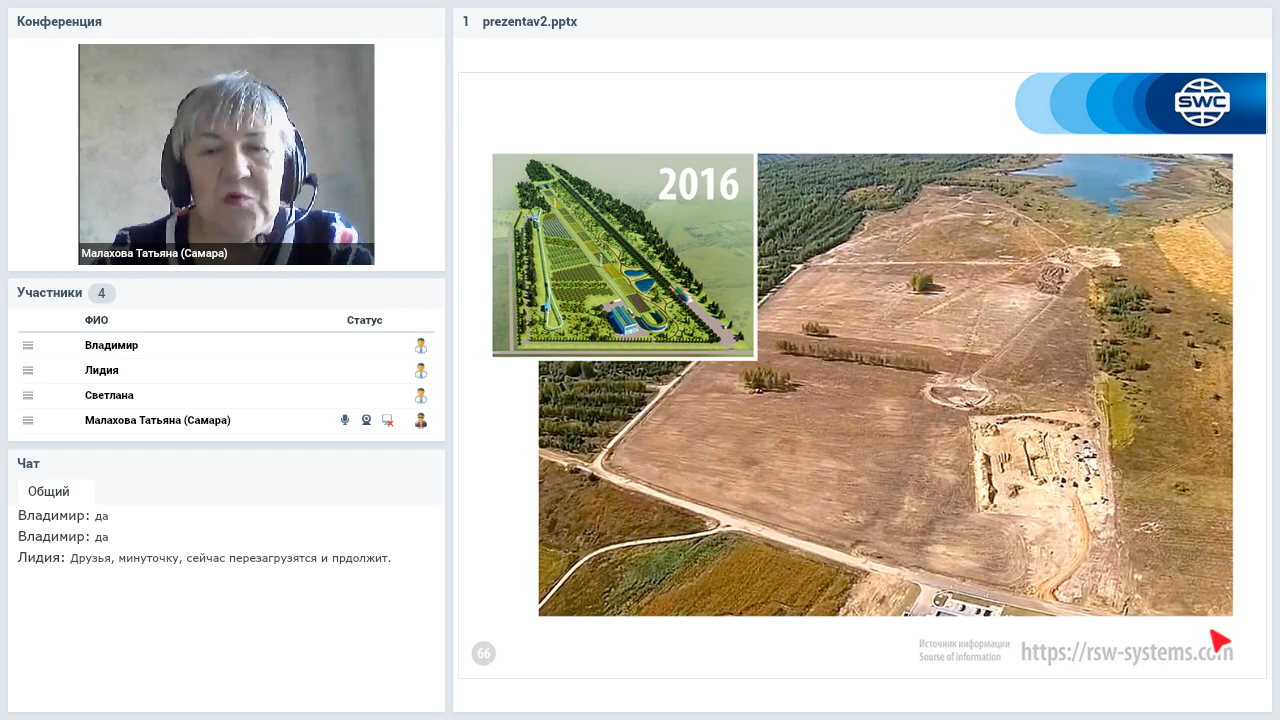 Конференция
Малахова Татьяна (Самара)
Участники 4
ФИО Статус
Владимир
Лидия
Светлана
Малахова Татьяна (Самара)
Чат
Общий
Владимир: да
Владимир: да
Лидия: Друзья, минуточку, сейчас перезагрузятся и прдолжит.
1 prezentav2.pptx
SWC
2016
66
Источник информации
Sourse of information
https://rsw-systems.com